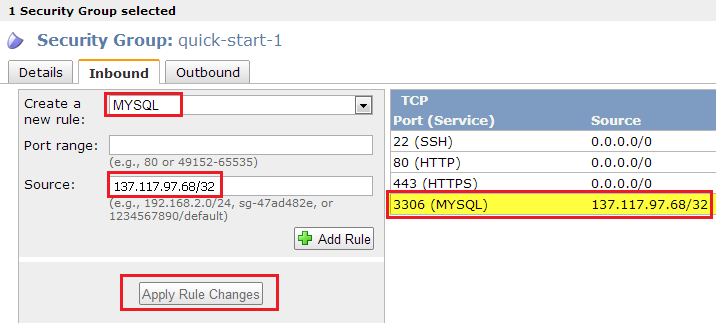 1 Security Group selected
Security Group: quick-start-1
Details
Inbound
Outbound
Create a new rule:
MYSQL
Port range:
(e.g., 80 or 49152-65535)
Source:
137.117.97.68/32
(e.g., 192.168.2.0/24, sg-47ad482e, or
1234567890/default)
Add Rule
Apply Rule Changes
TCP
Port (Service) Source
22 (SSH) 0.0.0.0/0
80 (HTTP) 0.0.0.0/0
443 (HTTPS) 0.0.0.0/0
3306 (MYSQL) 137.117.97.68/32